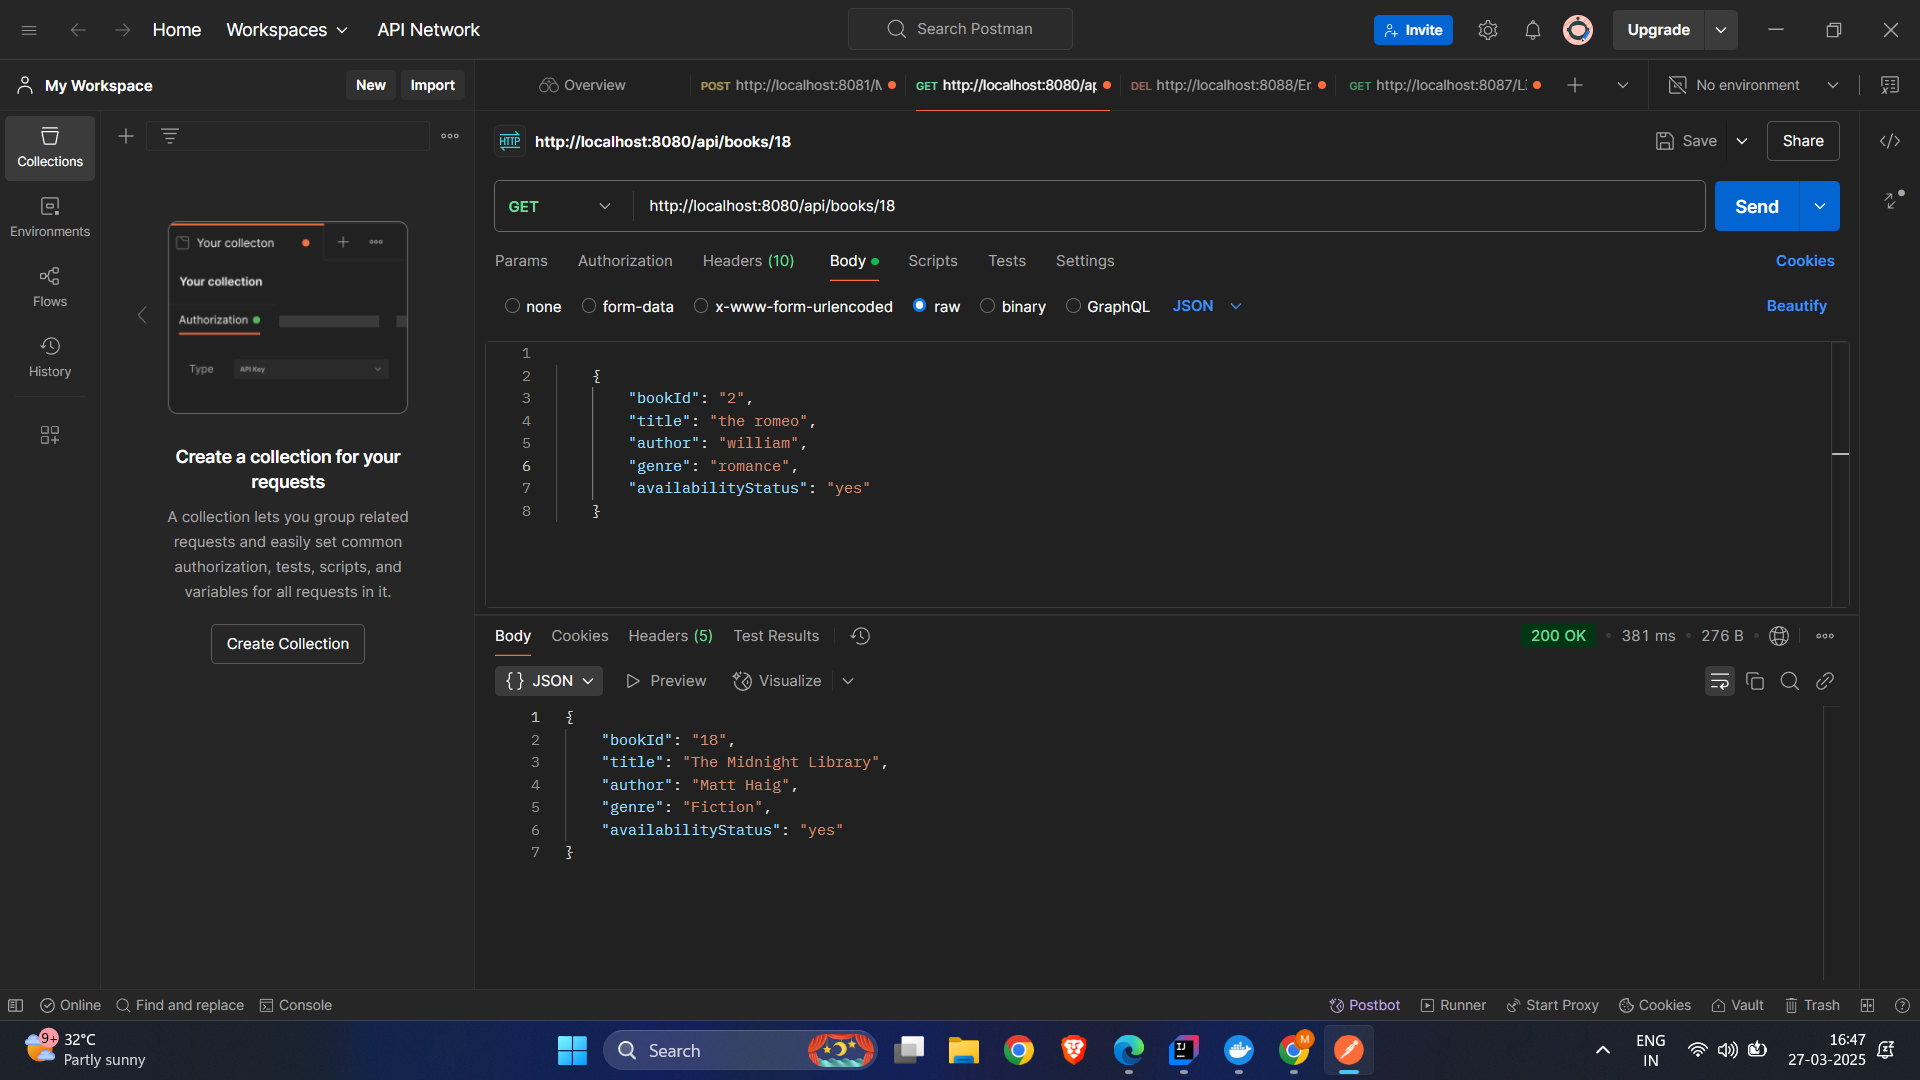 Home
Workspaces
API Network
Search Postman
Invite
Upgrade
My Workspace
New
Import
Overview
POST http://localhost:8081/M
GET http://localhost:8080/ap
DEL http://localhost:8088/Er
GET http://localhost:8087/Li
No environment
Collections
Environments
Flows
History
Your collecton
Your collection
Authorization
Type
API Key
Create a collection for your
requests
A collection lets you group related
requests and easily set common
authorization, tests, scripts, and
variables for all requests in it.
Create Collection
HTTP
http://localhost:8080/api/books/18
Save
Share
GET
http://localhost:8080/api/books/18
Send
Params
Authorization
Headers (10)
Body
Scripts
Tests
Settings
Cookies
none
form-data
x-www-form-urlencoded
raw
binary
GraphQL
JSON
Beautify
1
2 {
3 "bookId": "2",
4 "title": "the romeo",
5 "author": "william",
6 "genre": "romance",
7 "availabilityStatus": "yes"
8 }
Body
Cookies
Headers (5)
Test Results
200 OK
381 ms
276 B
{} JSON
Preview
Visualize
1 {
2 "bookId": "18",
3 "title": "The Midnight Library",
4 "author": "Matt Haig",
5 "genre": "Fiction",
6 "availabilityStatus": "yes"
7 }
Online
Find and replace
Console
Postbot
Runner
Start Proxy
Cookies
Vault
Trash
9+
32°C
Partly sunny
Search
IJ
M
ENG
IN
16:47
27-03-2025